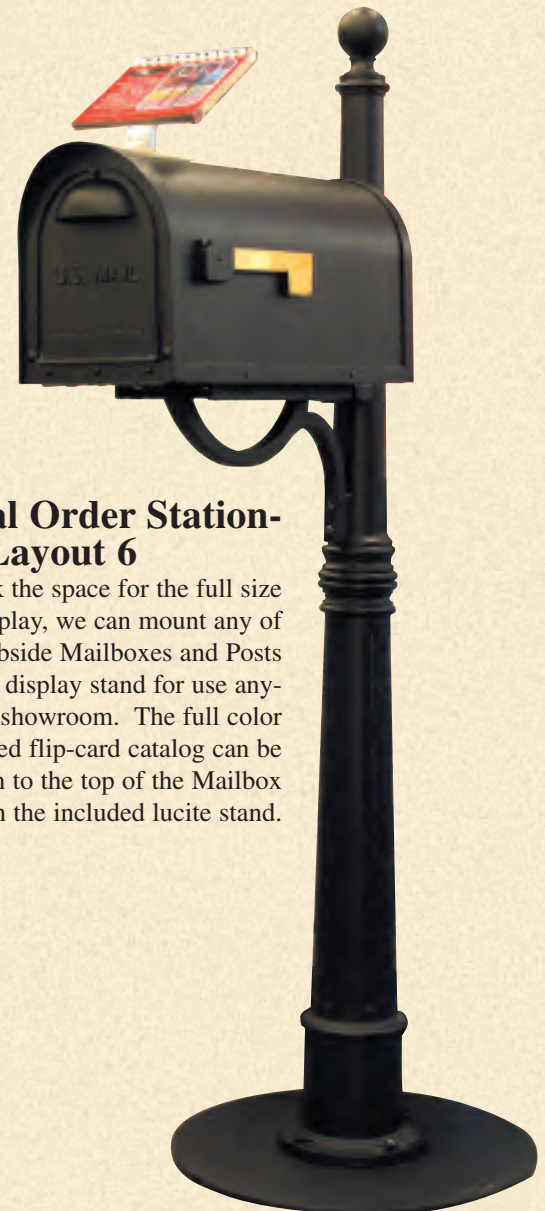 U.S. MAIL
al Order Station-
Layout 6
k the space for the full size
play, we can mount any of
bside Mailboxes and Posts
display stand for use any-
showroom. The full color
ed flip-card catalog can be
n to the top of the Mailbox
n the included lucite stand.